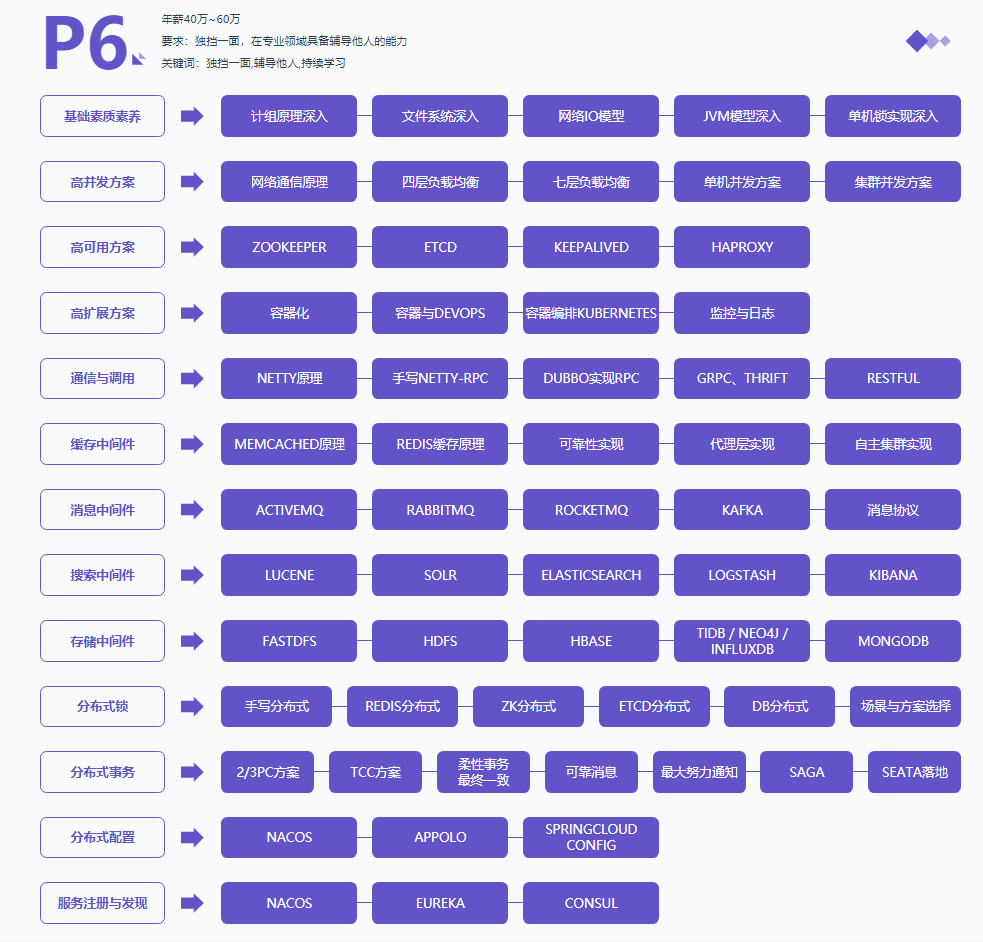 P6
年薪40万~60万
要求：独挡一面，在专业领域具备辅导他人的能力
关键词：独挡一面,辅导他人,持续学习
基础素质素养 计组原理深入 文件系统深入 网络IO模型 JVM模型深入 单机锁实现深入
高并发方案 网络通信原理 四层负载均衡 七层负载均衡 单机并发方案 集群并发方案
高可用方案 ZOOKEEPER ETCD KEEPALIVED HAPROXY
高扩展方案 容器化 容器与DEVOPS 容器编排KUBERNETES 监控与日志
通信与调用 NETTY原理 手写NETTY-RPC DUBBO实现RPC GRPC、THRIFT RESTFUL
缓存中间件 MEMCACHED原理 REDIS缓存原理 可靠性实现 代理层实现 自主集群实现
消息中间件 ACTIVEMQ RABBITMQ ROCKETMQ KAFKA 消息协议
搜索中间件 LUCENE SOLR ELASTICSEARCH LOGSTASH KIBANA
存储中间件 FASTDFS HDFS HBASE TIDB / NEO4J / INFLUXDB MONGODB
分布式锁 手写分布式 REDIS分布式 ZK分布式 ETCD分布式 DB分布式 场景与方案选择
分布式事务 2/3PC方案 TCC方案 柔性事务 最终一致 可靠消息 最大努力通知 SAGA SEATA落地
分布式配置 NACOS APPOLO SPRINGCLOUD CONFIG
服务注册与发现 NACOS EUREKA CONSUL